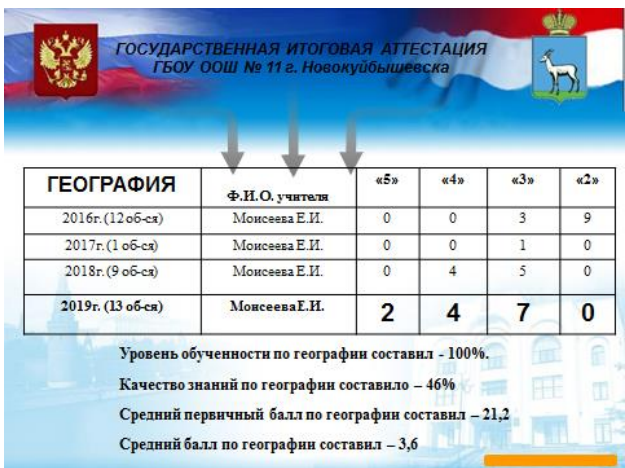 ГОСУДАРСТВЕННАЯ ИТОГОВАЯ АТТЕСТАЦИЯ
ГБОУ ООШ № 11 г. Новокуйбышевска
ГЕОГРАФИЯ Ф.И.О. учителя «5» «4» «3» «2»
2016г. (12 об-ся) Моисеева Е.И. 0 0 3 9
2017г. (1 об-ся) Моисеева Е.И. 0 0 1 0
2018г. (9 об-ся) Моисеева Е.И. 0 4 5 0
2019г. (13 об-ся) МоисееваЕ.И. 2 4 7 0
Уровень обученности по географии составил - 100%.
Качество знаний по географии составило – 46%
Средний первичный балл по географии составил – 21,2
Средний балл по географии составил – 3,6